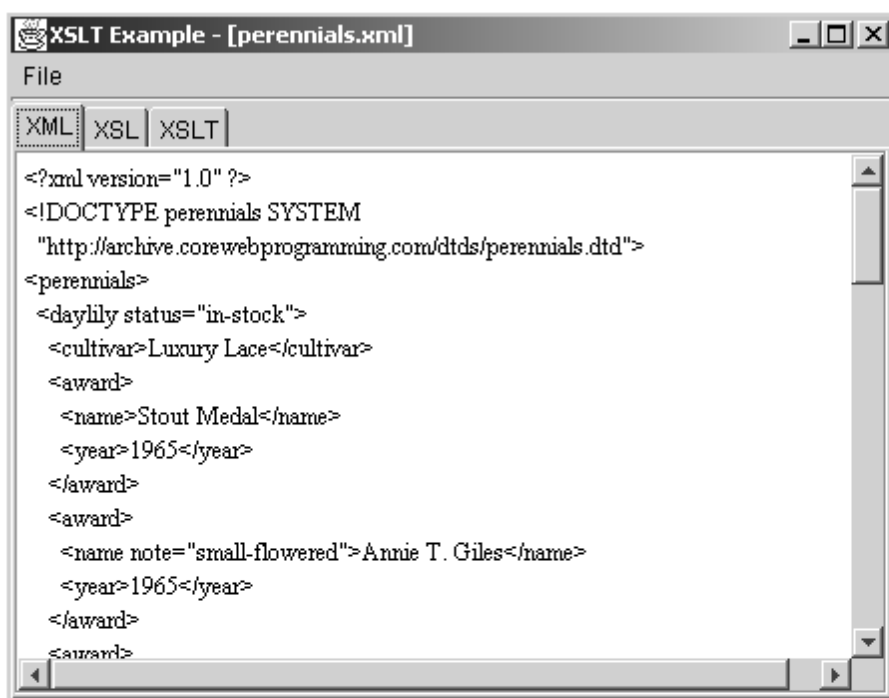 XSLT Example - [perennials.xml]
File
XML XSL XSLT
<?xml version="1.0" ?>
<!DOCTYPE perennials SYSTEM
"http://archive.corewebprogramming.com/dtds/perennials.dtd">
<perennials>
<daylily status="in-stock">
<cultivar>Luxury Lace</cultivar>
<award>
<name>Stout Medal</name>
<year>1965</year>
</award>
<award>
<name note="small-flowered">Annie T. Giles</name>
<year>1965</year>
</award>
<award>